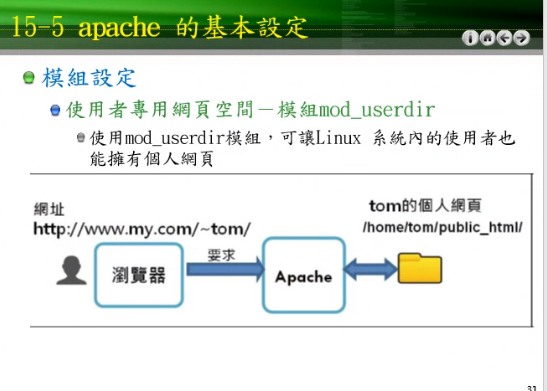 15-5 apache 的基本設定
模組設定
使用者專用網頁空間－模組mod_userdir
使用mod_userdir模組，可讓Linux 系統內的使用者也
能擁有個人網頁
網址
http://www.my.com/~tom/
tom的個人網頁
/home/tom/public_html/
瀏覽器
要求
Apache
31